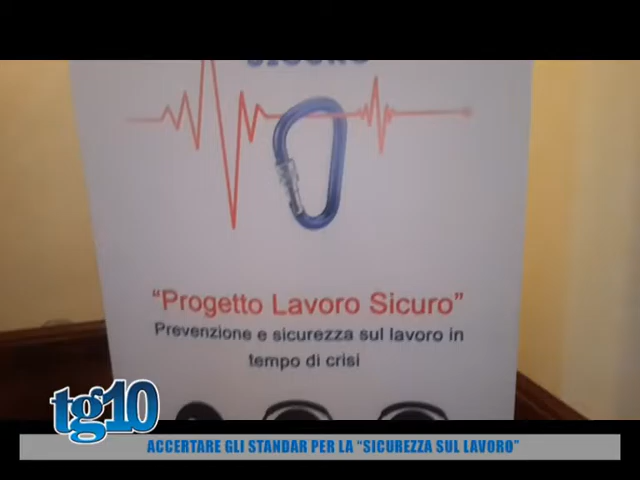 SICURO
"Progetto Lavoro Sicuro"
Prevenzione e sicurezza sul lavoro in
tempo di crisi
tg10
ACCERTARE GLI STANDAR PER LA "SICUREZZA SUL LAVORO"